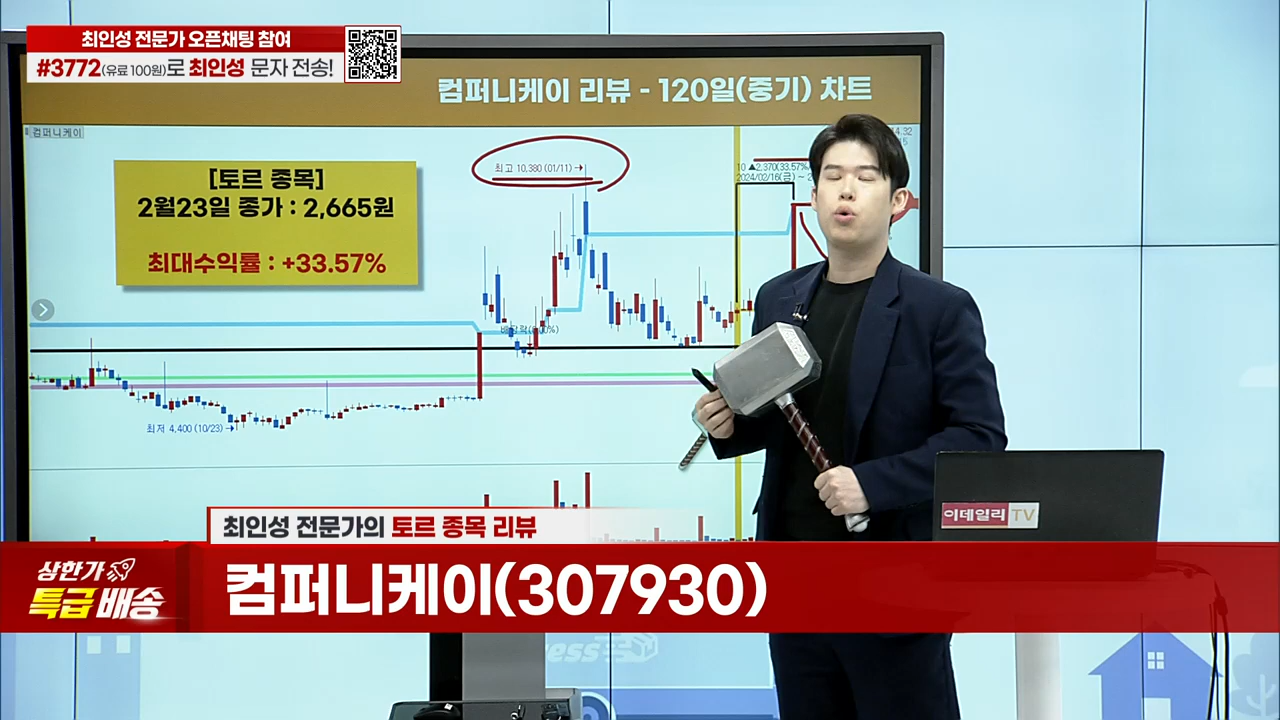 최인성 전문가 오픈채팅 참여
#3772(유료 100원)로 최인성 문자 전송!
컴퍼니케이 리뷰 - 120일(중기) 차트
컴퍼니케이
[토르 종목]
2월23일 종가 : 2,665원
최대수익률 : +33.57%
최고 10,380 (01/11)→
▲2,370(33.57%
2024/02/16(금) ~ 2
최저 4,400 (10/23)→
이데일리 TV
최인성 전문가의 토르 종목 리뷰
상한가
특급 배송
컴퍼니케이(307930)